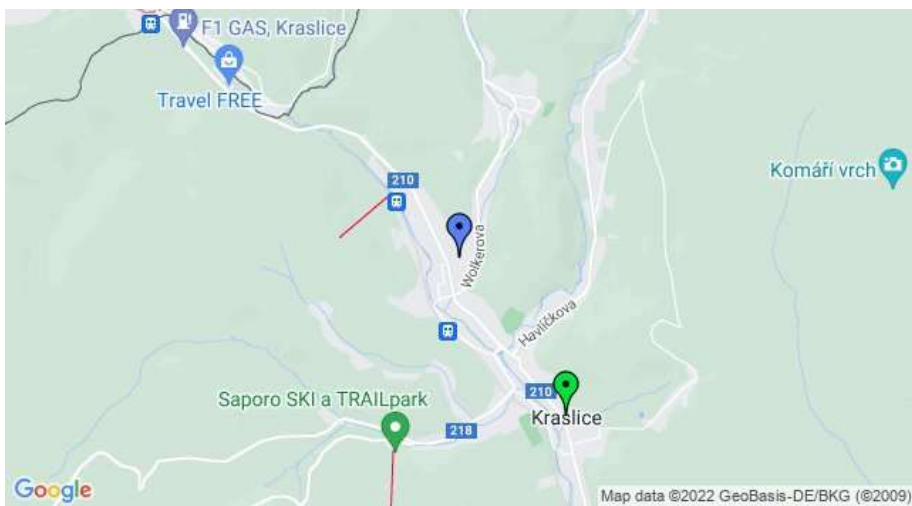 F1 GAS, Kraslice
Travel FREE
Komáří vrch
210
Wolkerova
Havlíčkova
210
Kraslice
Saporo SKI a TRAILpark
218
Google
Map data ©2022 GeoBasis-DE/BKG (©2009)